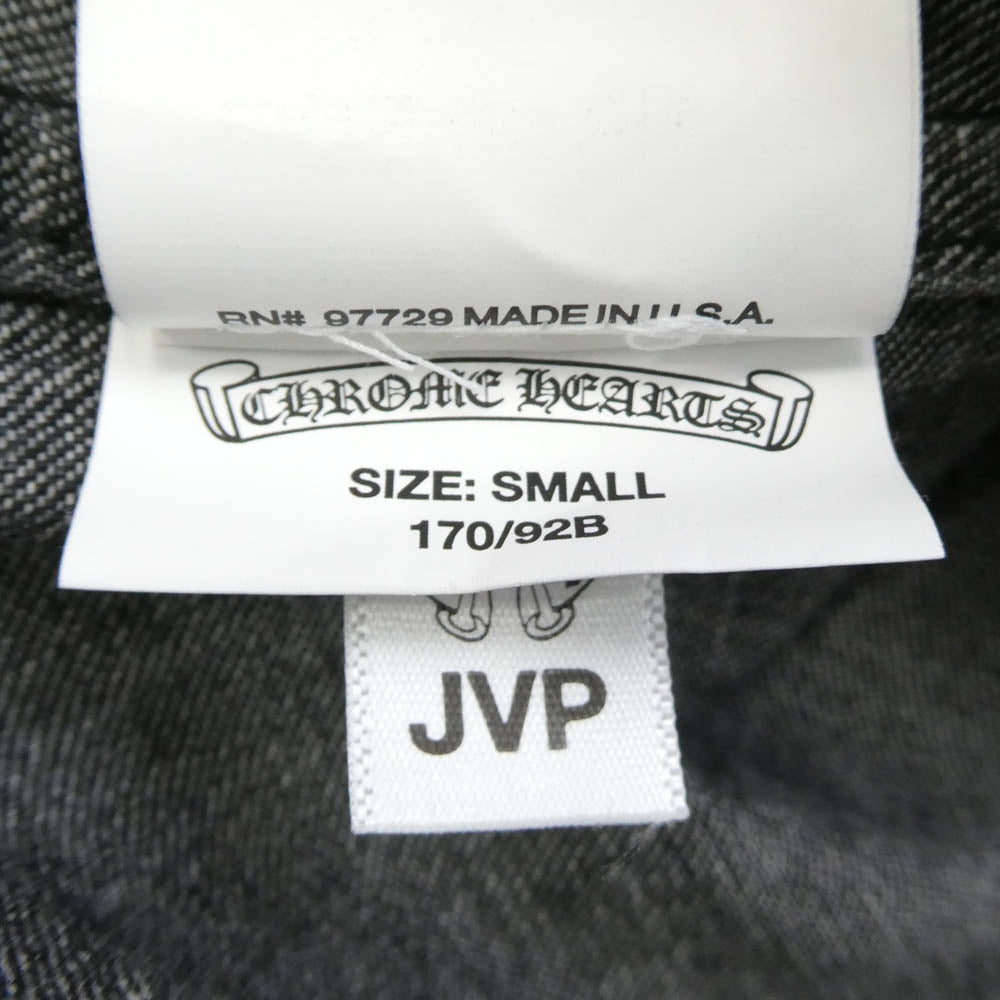 RN# 97729 MADE IN U.S.A.
CHROME HEARTS
SIZE: SMALL
170/92B
JVP